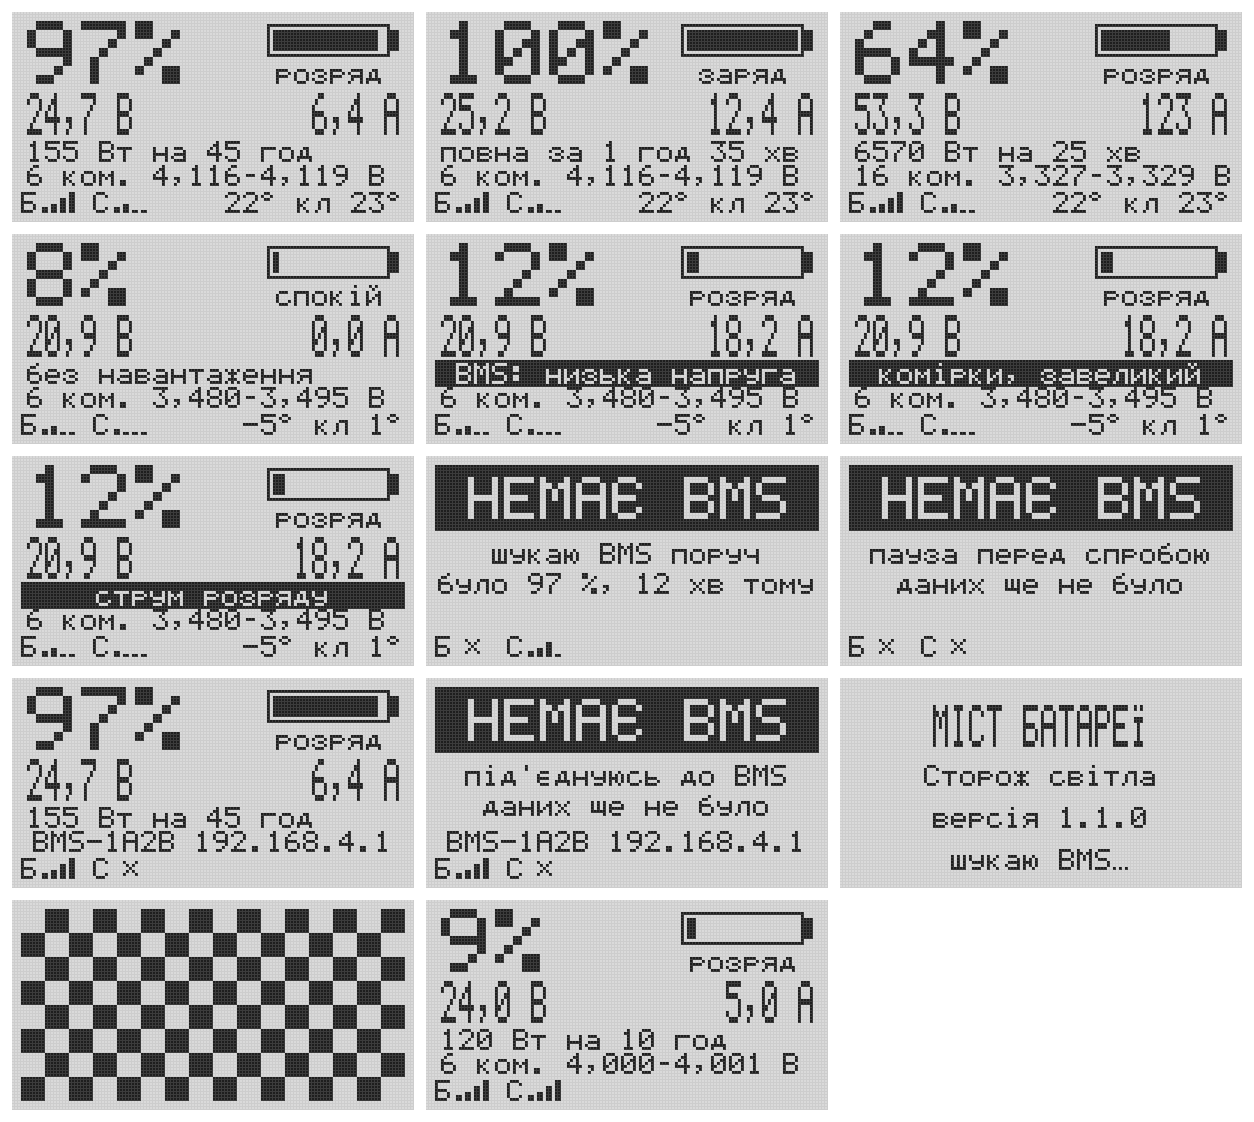 97%
розряд
24,7 В 6,4 А
155 Вт на 45 год
6 ком. 4,116-4,119 В
Б С 22° кл 23°
100%
заряд
25,2 В 12,4 А
повна за 1 год 35 хв
6 ком. 4,116-4,119 В
Б С 22° кл 23°
64%
розряд
53,3 В 123 А
6570 Вт на 25 хв
16 ком. 3,327-3,329 В
Б С 22° кл 23°
8%
спокій
20,9 В 0,0 А
без навантаження
6 ком. 3,480-3,495 В
Б С -5° кл 1°
12%
розряд
20,9 В 18,2 А
BMS: низька напруга
6 ком. 3,480-3,495 В
Б С -5° кл 1°
12%
розряд
20,9 В 18,2 А
комірки, завеликий
6 ком. 3,480-3,495 В
Б С -5° кл 1°
12%
розряд
20,9 В 18,2 А
струм розряду
6 ком. 3,480-3,495 В
Б С -5° кл 1°
НЕМАЄ BMS
шукаю BMS поруч
було 97 %, 12 хв тому
Б × С
НЕМАЄ BMS
пауза перед спробою
даних ще не було
Б × С ×
97%
розряд
24,7 В 6,4 А
155 Вт на 45 год
BMS-1A2B 192.168.4.1
Б С ×
НЕМАЄ BMS
під'єднуюсь до BMS
даних ще не було
BMS-1A2B 192.168.4.1
Б С ×
МІСТ БАТАРЕЇ
Сторож світла
версія 1.1.0
шукаю BMS…
9%
розряд
24,0 В 5,0 А
120 Вт на 10 год
6 ком. 4,000-4,001 В
Б С